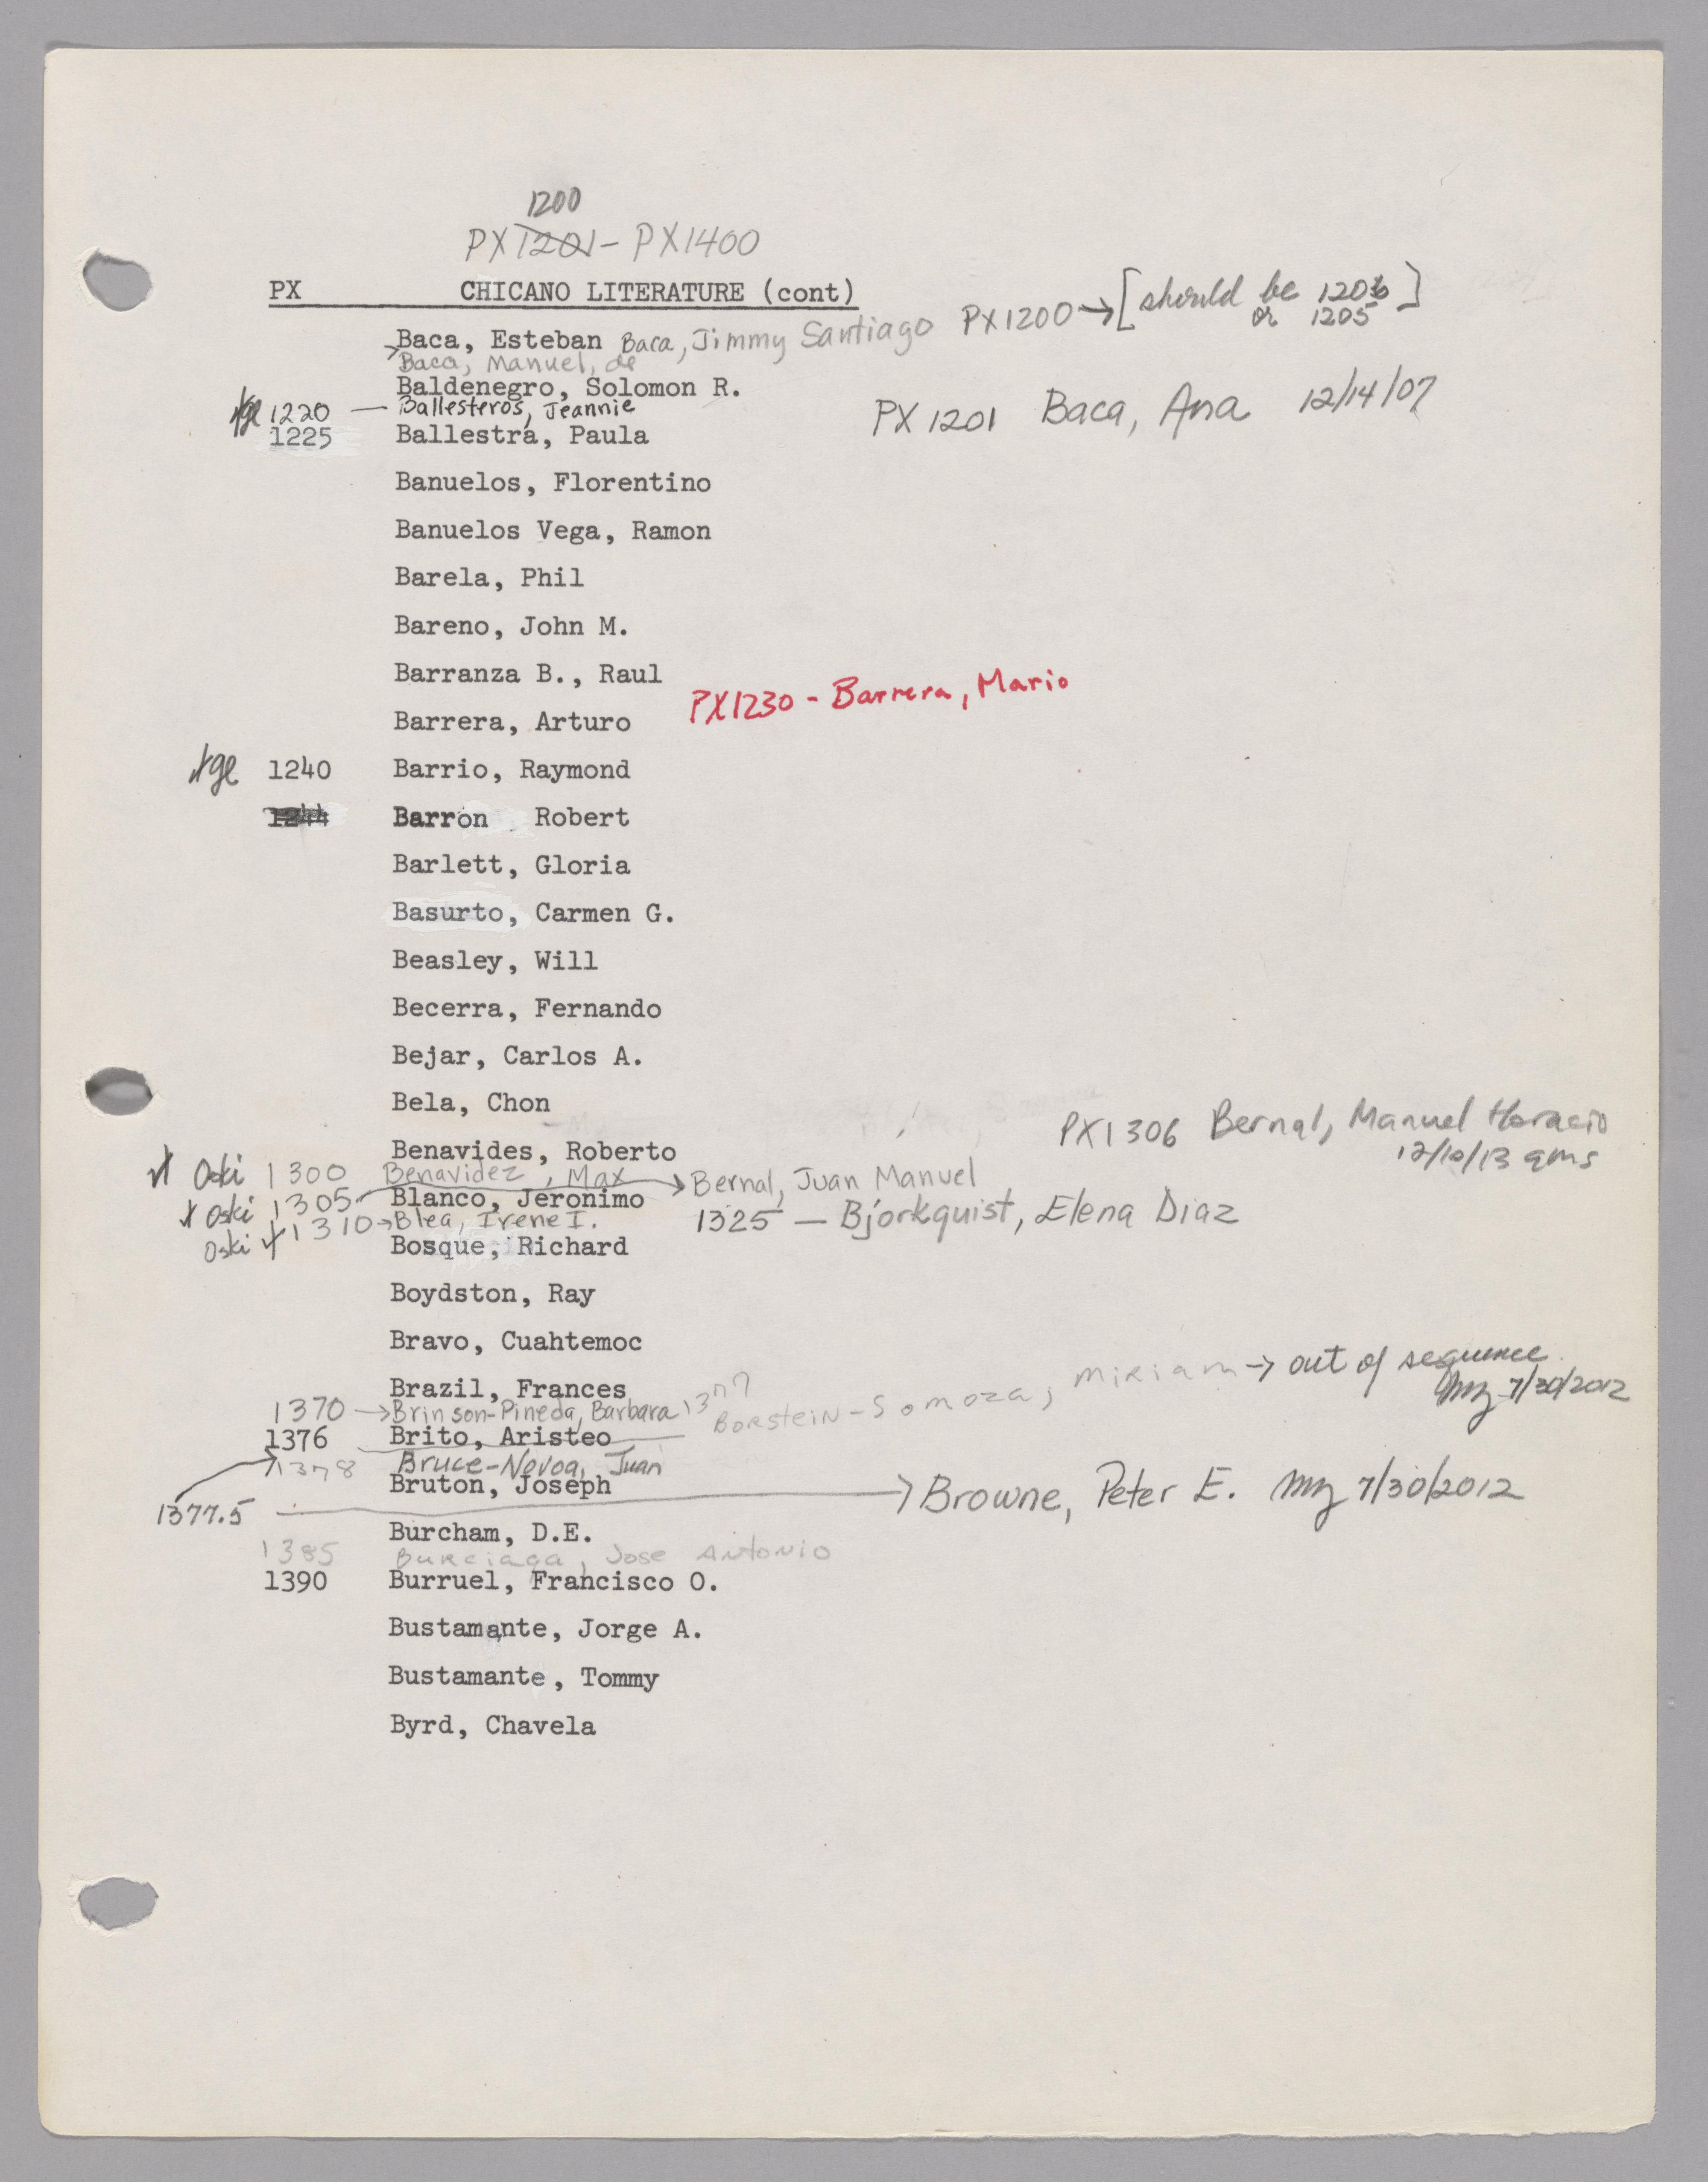 1200
PX1201 - PX1400
PX CHICANO LITERATURE (cont)
PX1200 → [should be 1203 or 1205]
Baca, Esteban Baca, Jimmy Santiago
Baca, Manuel, de
Baldenegro, Solomon R.
1220 — Ballesteros, Jeannie
PX 1201 Baca, Ana 12/14/07
1225 Ballestra, Paula
Banuelos, Florentino
Banuelos Vega, Ramon
Barela, Phil
Bareno, John M.
Barranza B., Raul
PX1230 - Barrera, Mario
Barrera, Arturo
1240 Barrio, Raymond
1244 Barron Robert
Barlett, Gloria
Basurto, Carmen G.
Beasley, Will
Becerra, Fernando
Bejar, Carlos A.
Bela, Chon
PX1306 Bernal, Manuel Horacio
12/10/13 qms
Benavides, Roberto
Oski 1300 Benavidez, Max
Oski 1305 → Bernal, Juan Manuel
Blanco, Jeronimo
1325 — Bjorkquist, Elena Diaz
Oski 1310 → Blea, Irene I.
Bosque, Richard
Boydston, Ray
Bravo, Cuahtemoc
Brazil, Frances
1377 Borstein-Somoza, Miriam → out of sequence
7/30/2012
1370 → Brinson-Pineda, Barbara
1376 Brito, Aristeo
1378 Bruce-Novoa, Juan
Bruton, Joseph
1377.5 → Browne, Peter E. 7/30/2012
Burcham, D.E.
1385 Burciaga, Jose Antonio
1390 Burruel, Francisco O.
Bustamante, Jorge A.
Bustamante, Tommy
Byrd, Chavela